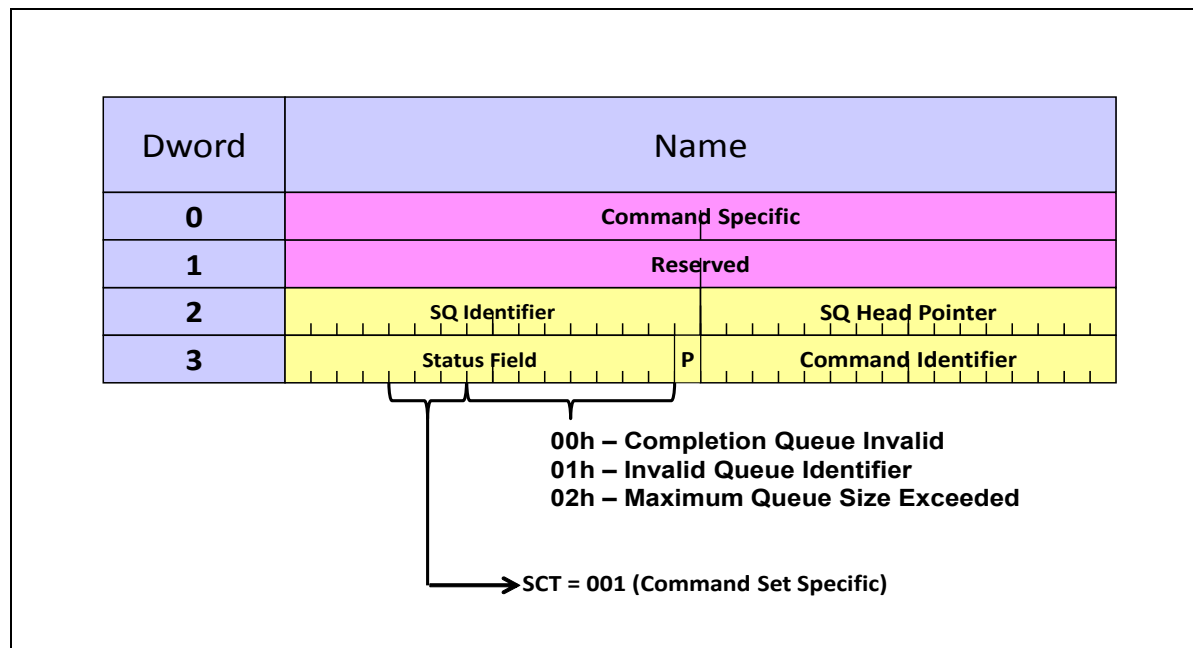 Dword Name
0 Command Specific
1 Reserved
2 SQ Identifier SQ Head Pointer
3 Status Field P Command Identifier
00h – Completion Queue Invalid
01h – Invalid Queue Identifier
02h – Maximum Queue Size Exceeded
SCT = 001 (Command Set Specific)